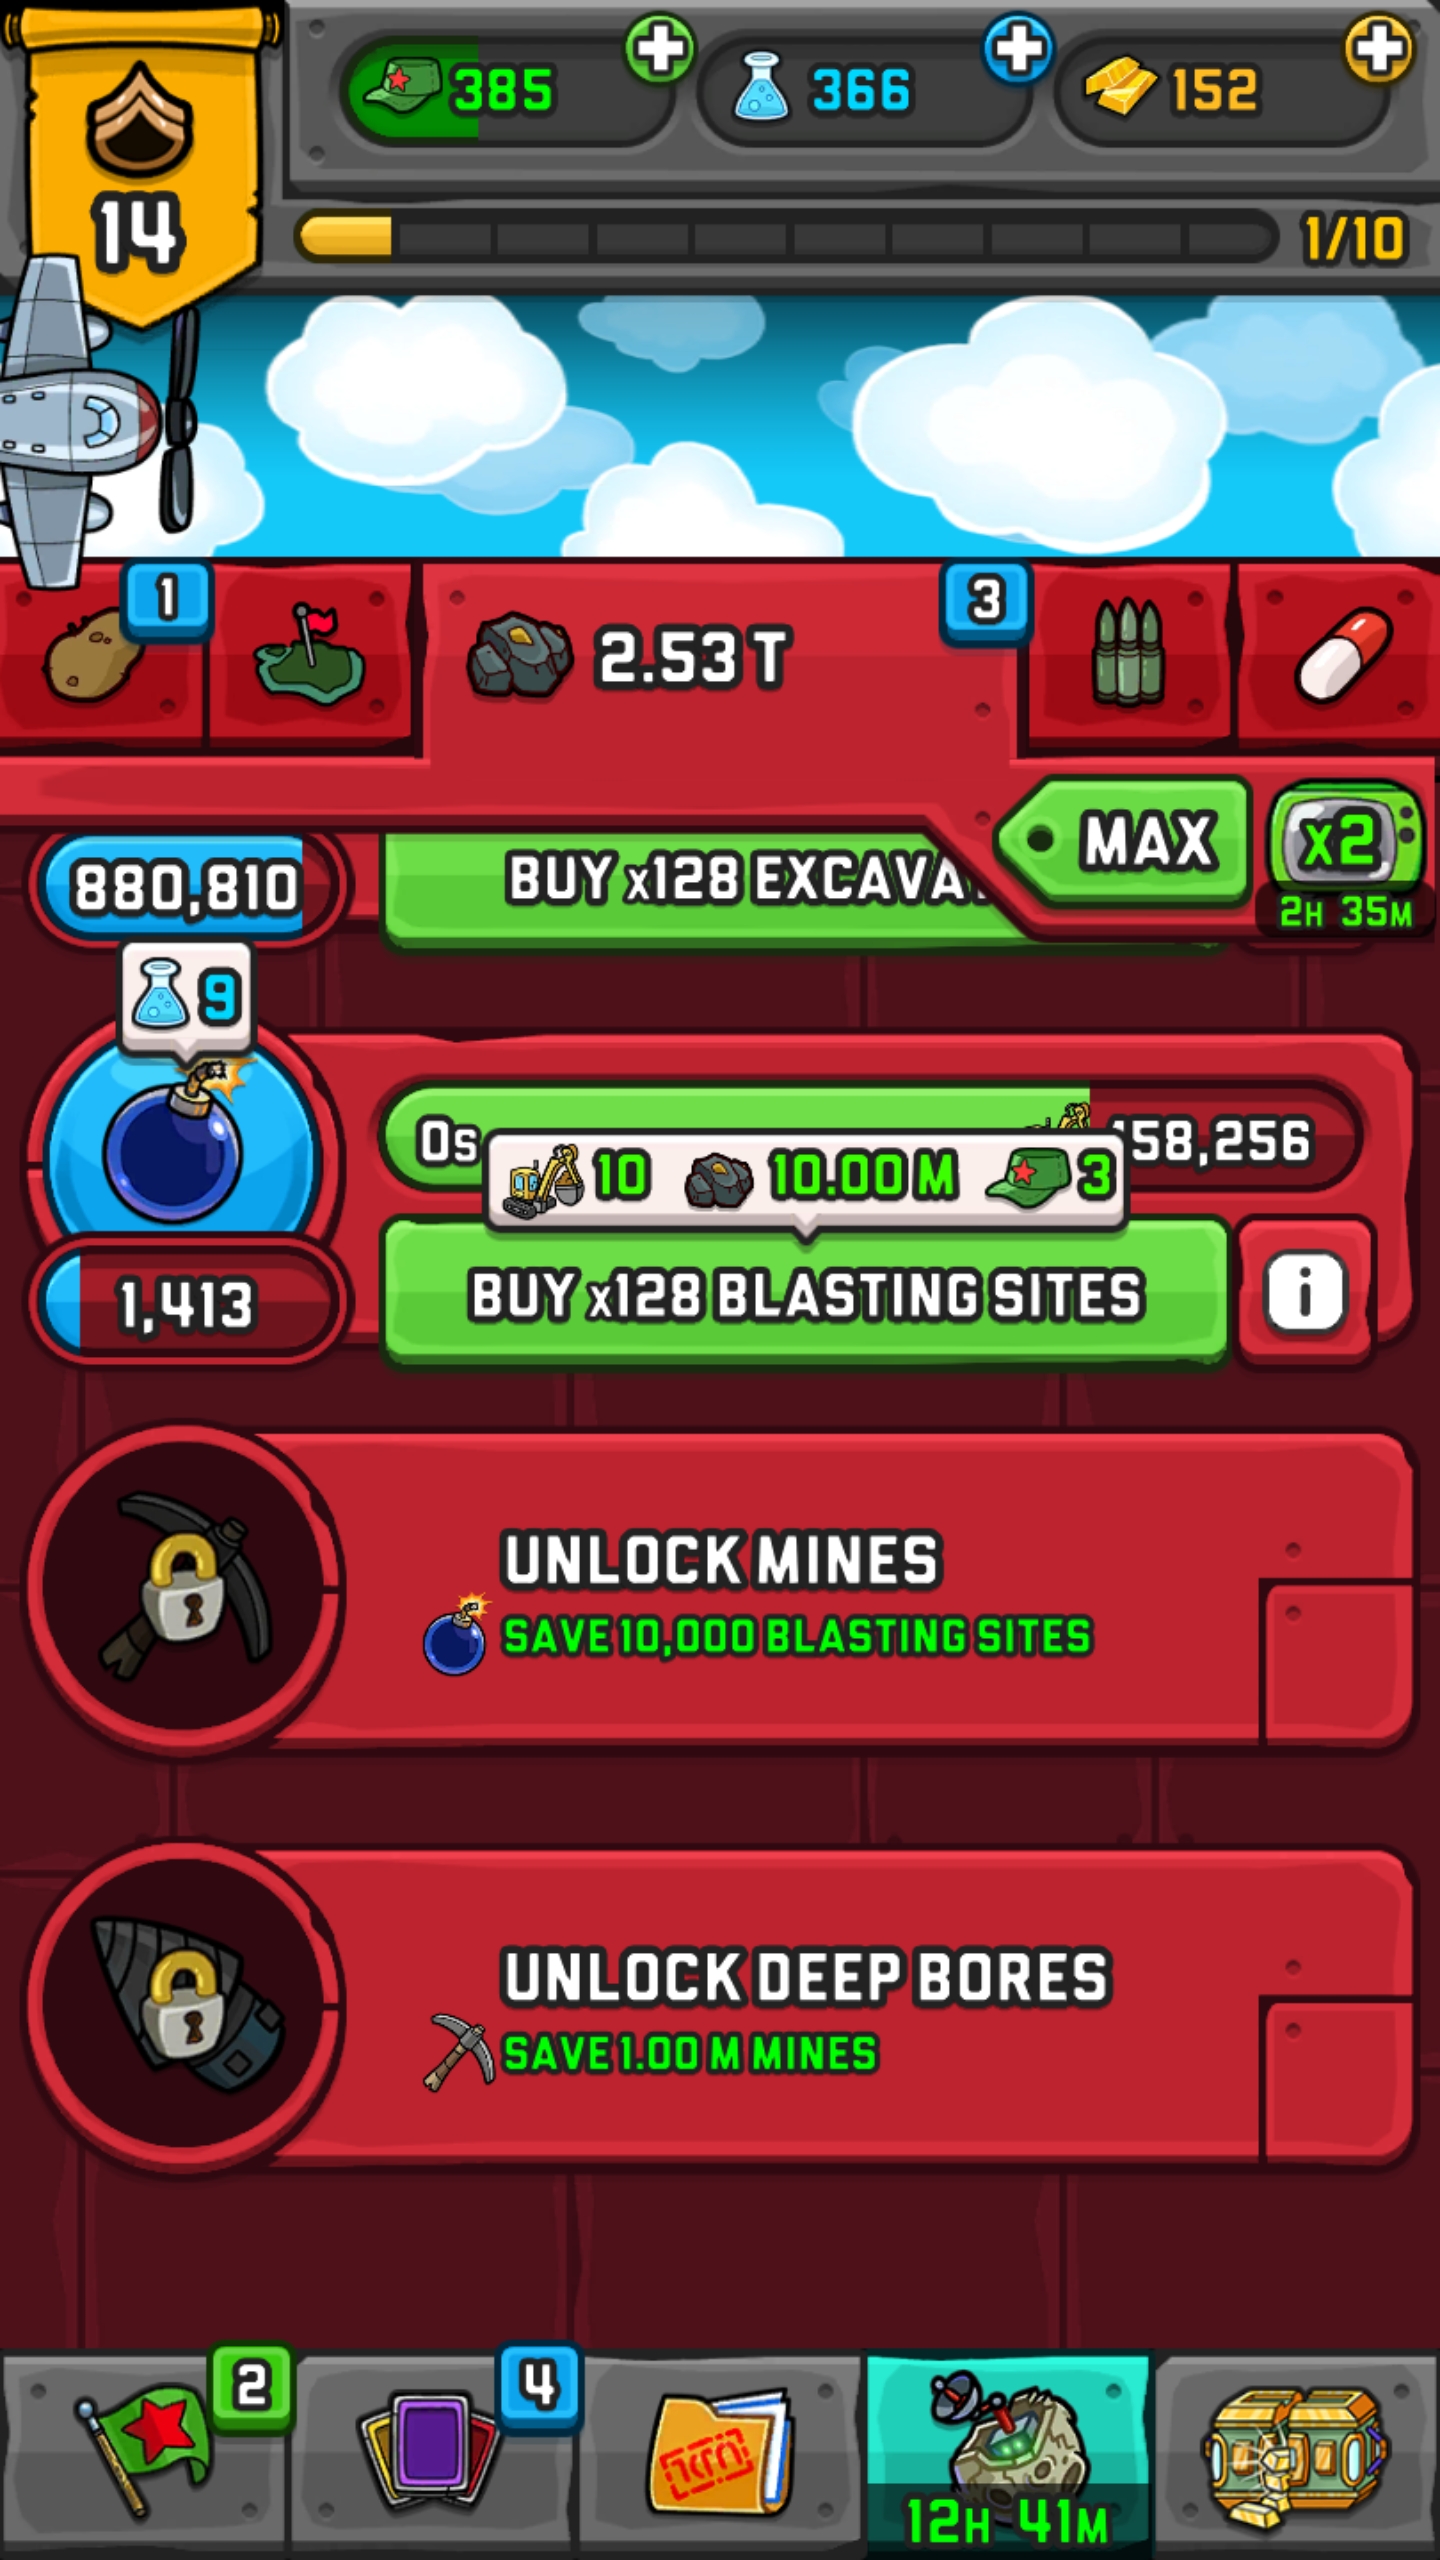 385
366
152
14
1/10
1
2.53 T
3
MAX
x2
2H 35M
880,810
BUY x128
9
0s
458,256
10
10.00 M
3
1,413
BUY x128 BLASTING SITES
i
UNLOCK MINES
SAVE 10,000 BLASTING SITES
UNLOCK DEEP BORES
SAVE 1.00 M MINES
2
4
12H 41M